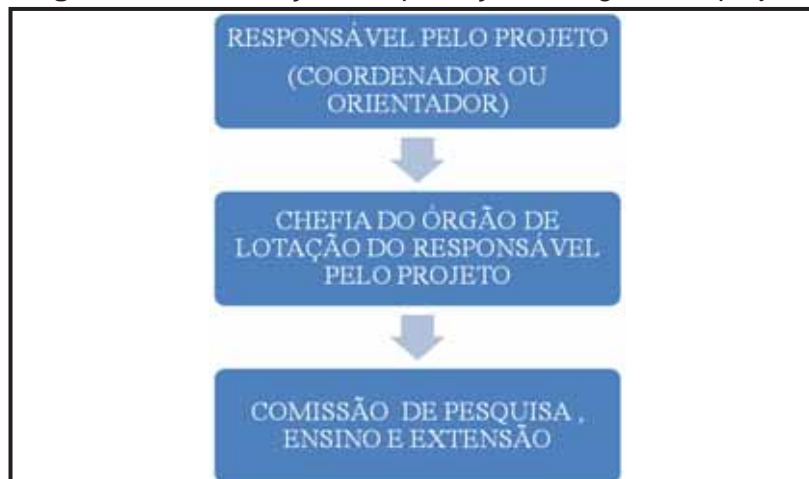 RESPONSÁVEL PELO PROJETO
(COORDENADOR OU
ORIENTADOR)
CHEFIA DO ÓRGÃO DE
LOTAÇÃO DO RESPONSÁVEL
PELO PROJETO
COMISSÃO DE PESQUISA ,
ENSINO E EXTENSÃO